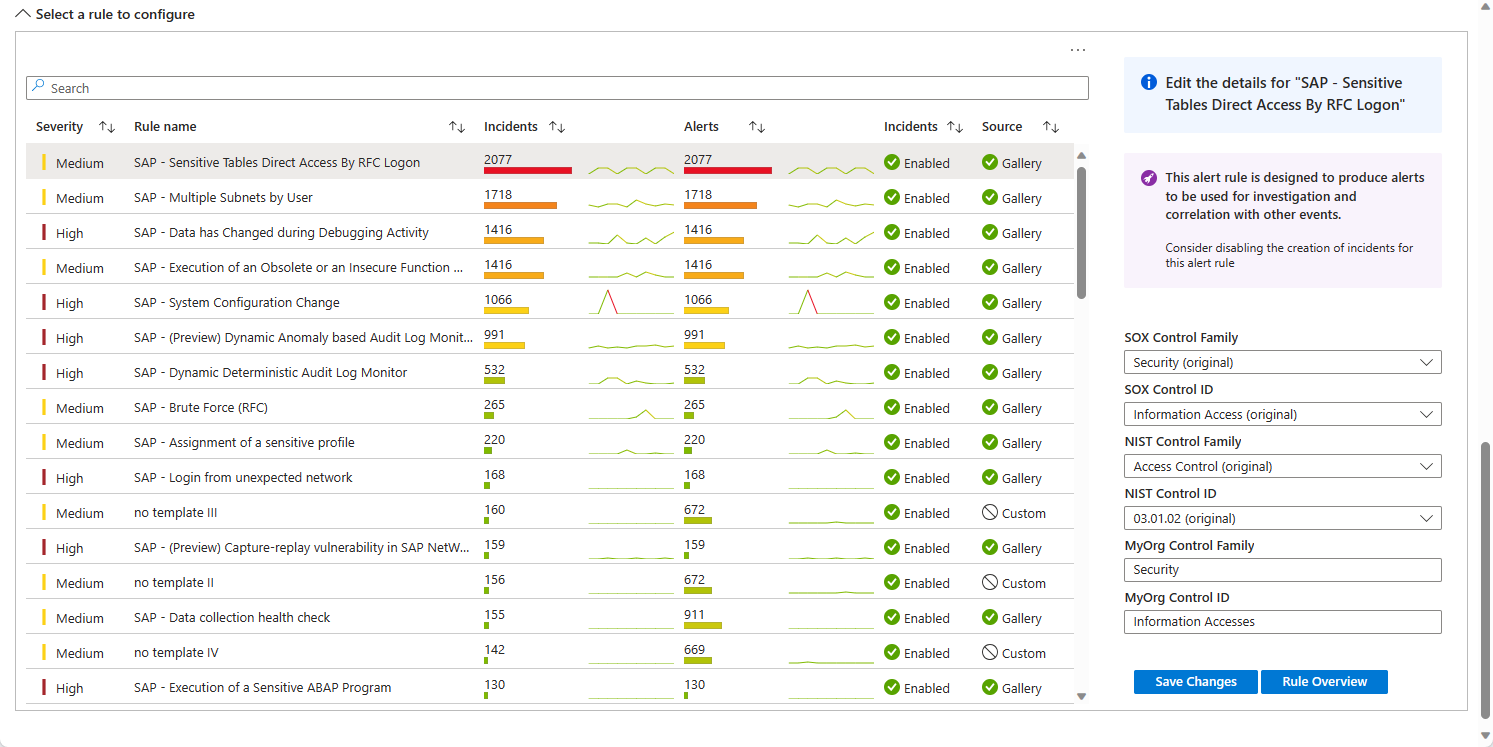 Select a rule to configure
...
Search
Severity Rule name Incidents Alerts Incidents Source
Medium SAP - Sensitive Tables Direct Access By RFC Logon 2077 2077 Enabled Gallery
Medium SAP - Multiple Subnets by User 1718 1718 Enabled Gallery
High SAP - Data has Changed during Debugging Activity 1416 1416 Enabled Gallery
Medium SAP - Execution of an Obsolete or an Insecure Function ... 1416 1416 Enabled Gallery
High SAP - System Configuration Change 1066 1066 Enabled Gallery
High SAP - (Preview) Dynamic Anomaly based Audit Log Monit... 991 991 Enabled Gallery
High SAP - Dynamic Deterministic Audit Log Monitor 532 532 Enabled Gallery
Medium SAP - Brute Force (RFC) 265 265 Enabled Gallery
Medium SAP - Assignment of a sensitive profile 220 220 Enabled Gallery
High SAP - Login from unexpected network 168 168 Enabled Gallery
Medium no template III 160 672 Enabled Custom
High SAP - (Preview) Capture-replay vulnerability in SAP NetW... 159 159 Enabled Gallery
Medium no template II 156 672 Enabled Custom
Medium SAP - Data collection health check 155 911 Enabled Gallery
Medium no template IV 142 669 Enabled Custom
High SAP - Execution of a Sensitive ABAP Program 130 130 Enabled Gallery
Edit the details for "SAP - Sensitive
Tables Direct Access By RFC Logon"
This alert rule is designed to produce alerts
to be used for investigation and
correlation with other events.
Consider disabling the creation of incidents for
this alert rule
SOX Control Family
Security (original)
SOX Control ID
Information Access (original)
NIST Control Family
Access Control (original)
NIST Control ID
03.01.02 (original)
MyOrg Control Family
Security
MyOrg Control ID
Information Accesses
Save Changes Rule Overview